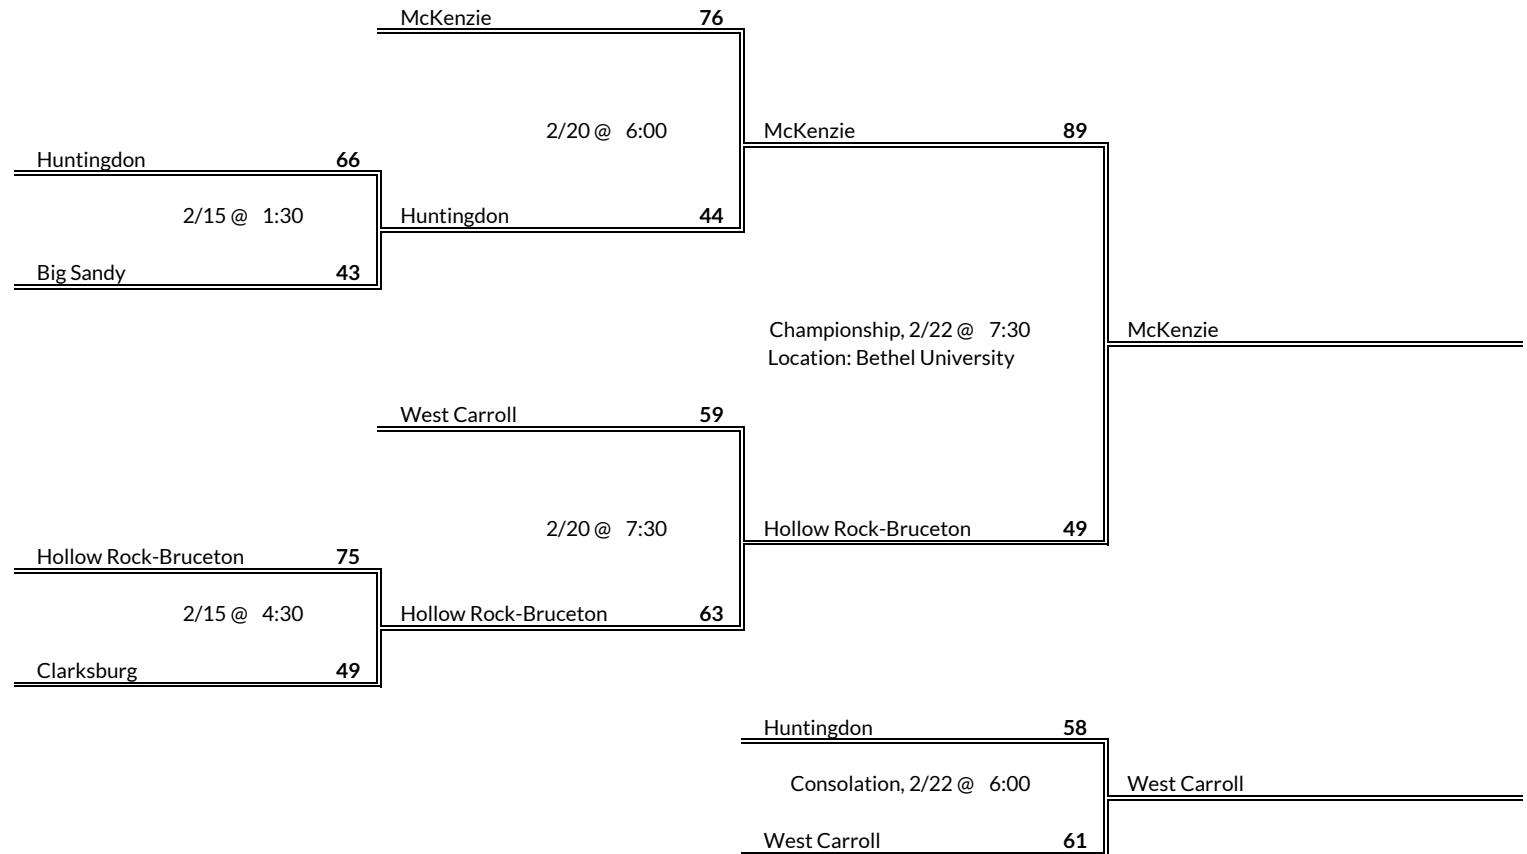 McKenzie 76
2/20 @ 6:00
McKenzie 89
Huntingdon 66
2/15 @ 1:30
Huntingdon 44
Big Sandy 43
Championship, 2/22 @ 7:30
McKenzie
Location: Bethel University
West Carroll 59
2/20 @ 7:30
Hollow Rock-Bruceton 49
Hollow Rock-Bruceton 75
2/15 @ 4:30
Hollow Rock-Bruceton 63
Clarksburg 49
Huntingdon 58
Consolation, 2/22 @ 6:00
West Carroll
West Carroll 61